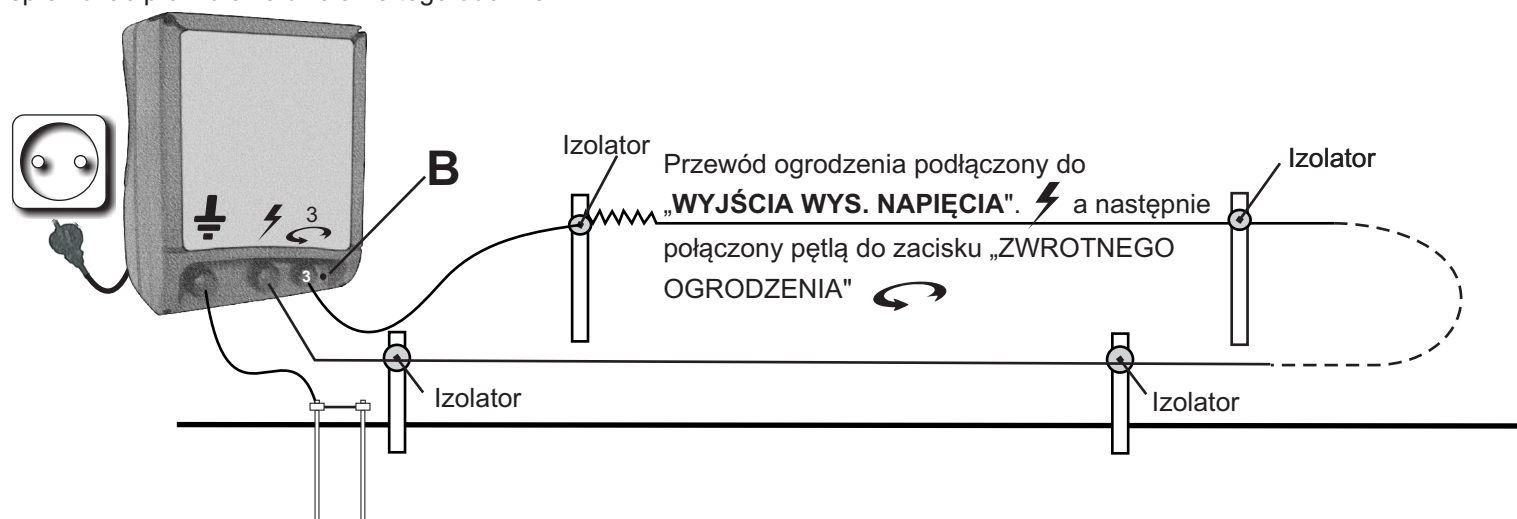 3
B
3
Izolator
Przewód ogrodzenia podłączony do
„WYJŚCIA WYS. NAPIĘCIA". a następnie
połączony pętlą do zacisku „ZWROTNEGO
OGRODZENIA"
Izolator
Izolator
Izolator